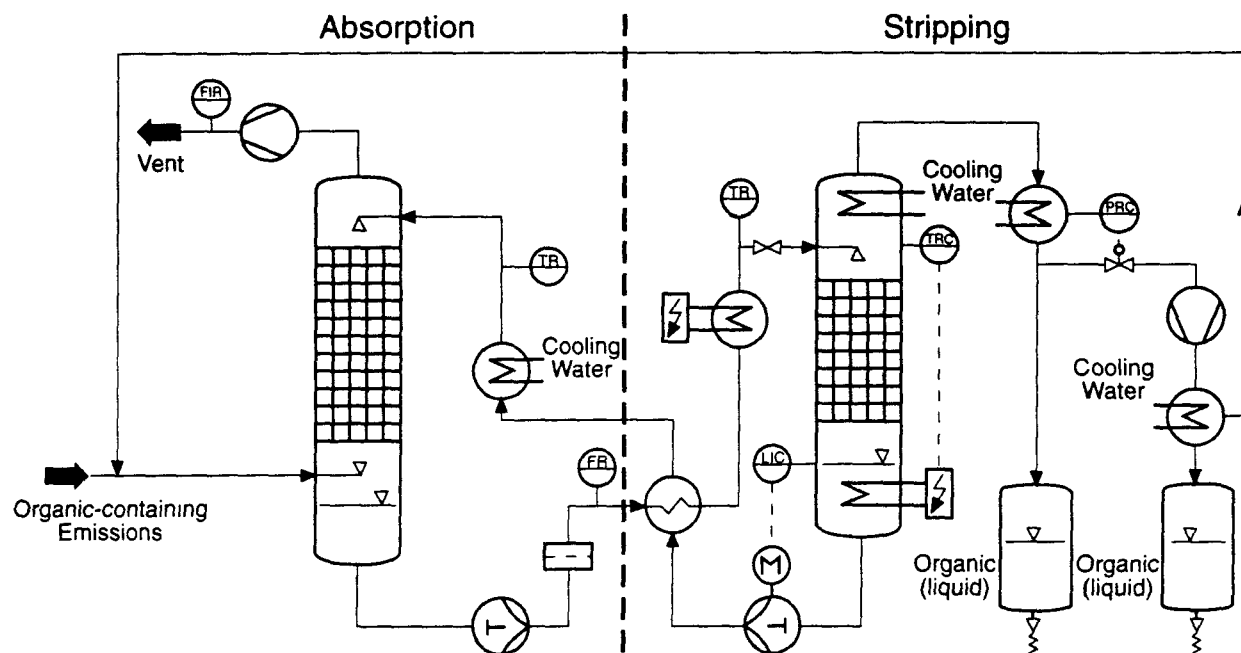 Absorption
Stripping
FIR
Vent
TR
Cooling
Water
TR
Cooling
Water
TRC
PRC
Cooling
Water
Organic-containing
Emissions
FR
LIC
M
Organic
(liquid)
Organic
(liquid)